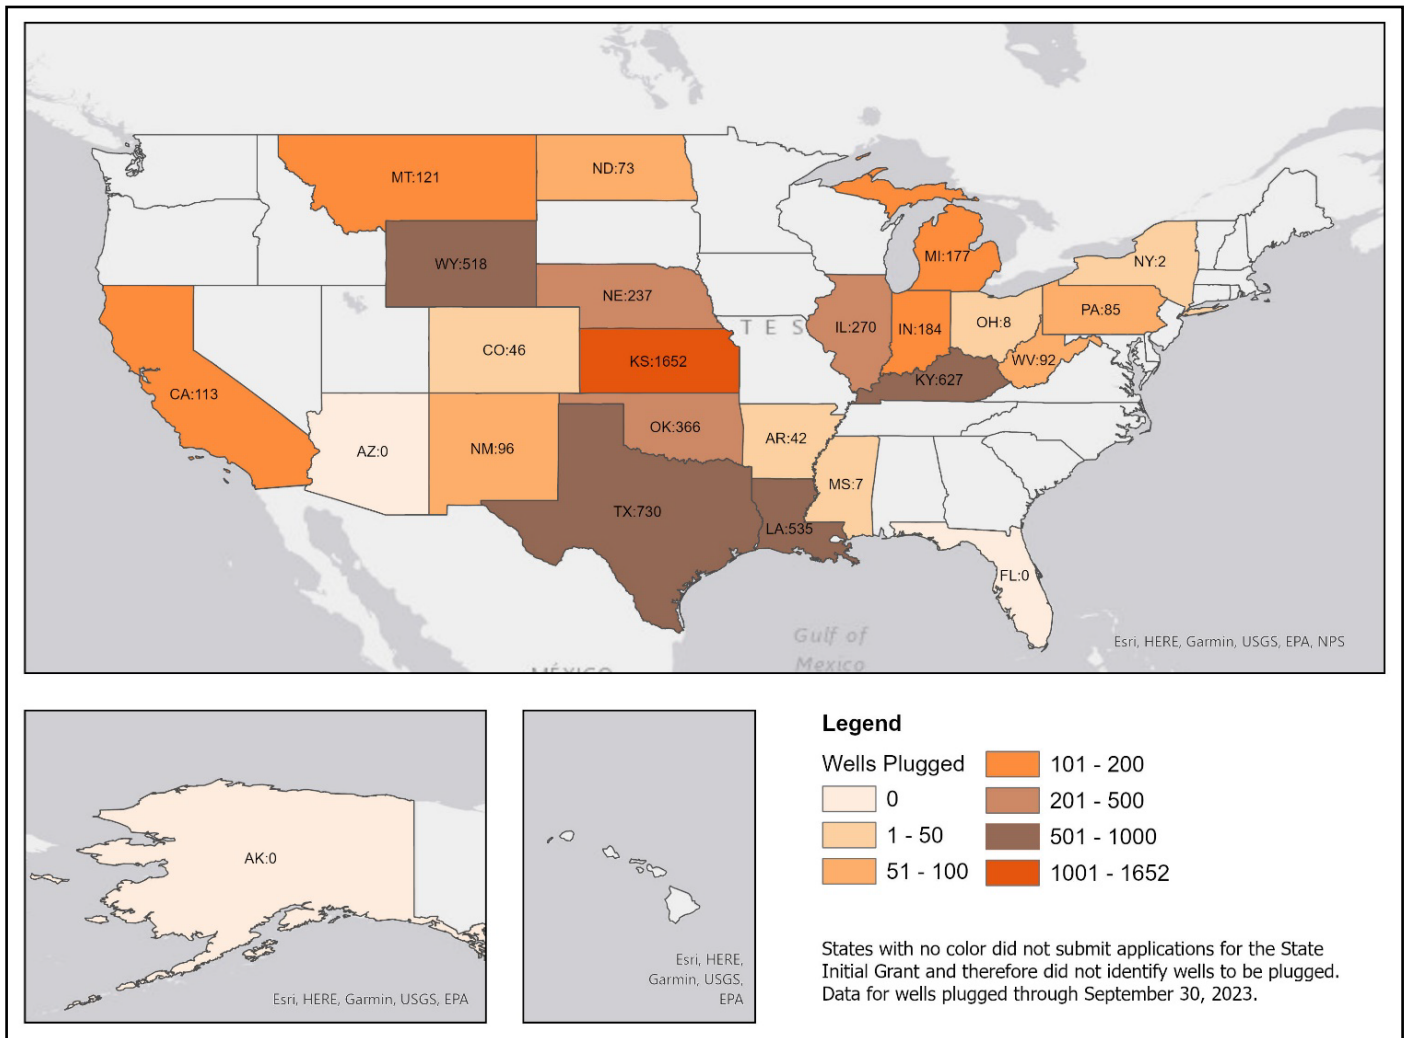 MT:121
ND:73
WY:518
MI:177
NY:2
NE:237
PA:85
IL:270
IN:184
OH:8
T E S
CO:46
KS:1652
WV:92
KY:627
CA:113
OK:366
AR:42
AZ:0
NM:96
MS:7
TX:730
LA:535
FL:0
Gulf of
Mexico
Esri, HERE, Garmin, USGS, EPA, NPS
MÉXICO
AK:0
Esri, HERE, Garmin, USGS, EPA
Esri, HERE,
Garmin, USGS,
EPA
Legend
Wells Plugged
0
1 - 50
51 - 100
101 - 200
201 - 500
501 - 1000
1001 - 1652
States with no color did not submit applications for the State
Initial Grant and therefore did not identify wells to be plugged.
Data for wells plugged through September 30, 2023.